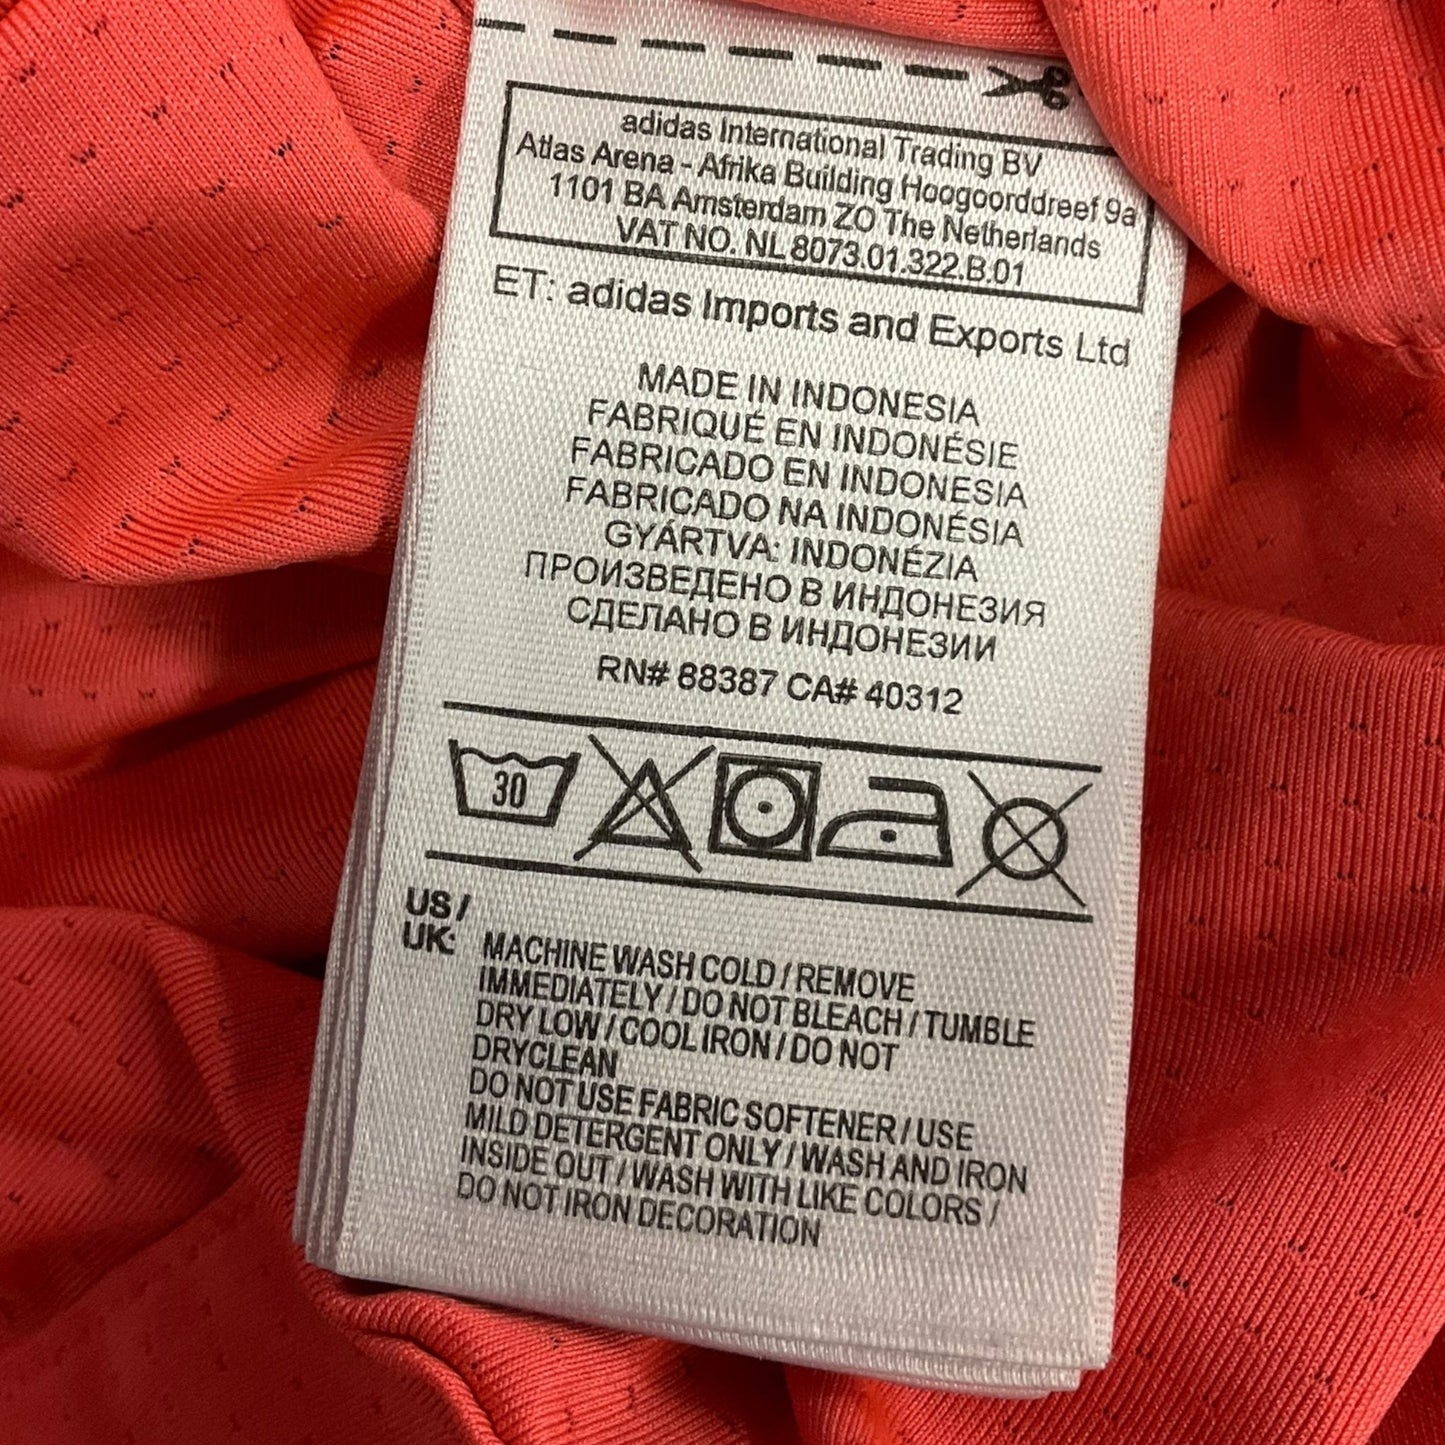 adidas International Trading BV
Atlas Arena - Afrika Building Hoogoorddreef 9a
1101 BA Amsterdam ZO The Netherlands
VAT NO. NL 8073.01.322.B.01
ET: adidas Imports and Exports Ltd
MADE IN INDONESIA
FABRIQUÉ EN INDONÉSIE
FABRICADO EN INDONESIA
FABRICADO NA INDONÉSIA
GYÁRTVA: INDONÉZIA
ПРОИЗВЕДЕНО В ИНДОНЕЗИЯ
СДЕЛАНО В ИНДОНЕЗИИ
RN# 88387 CA# 40312
30
US /
UK: MACHINE WASH COLD / REMOVE
IMMEDIATELY / DO NOT BLEACH / TUMBLE
DRY LOW / COOL IRON / DO NOT
DRYCLEAN
DO NOT USE FABRIC SOFTENER / USE
MILD DETERGENT ONLY / WASH AND IRON
INSIDE OUT / WASH WITH LIKE COLORS /
DO NOT IRON DECORATION